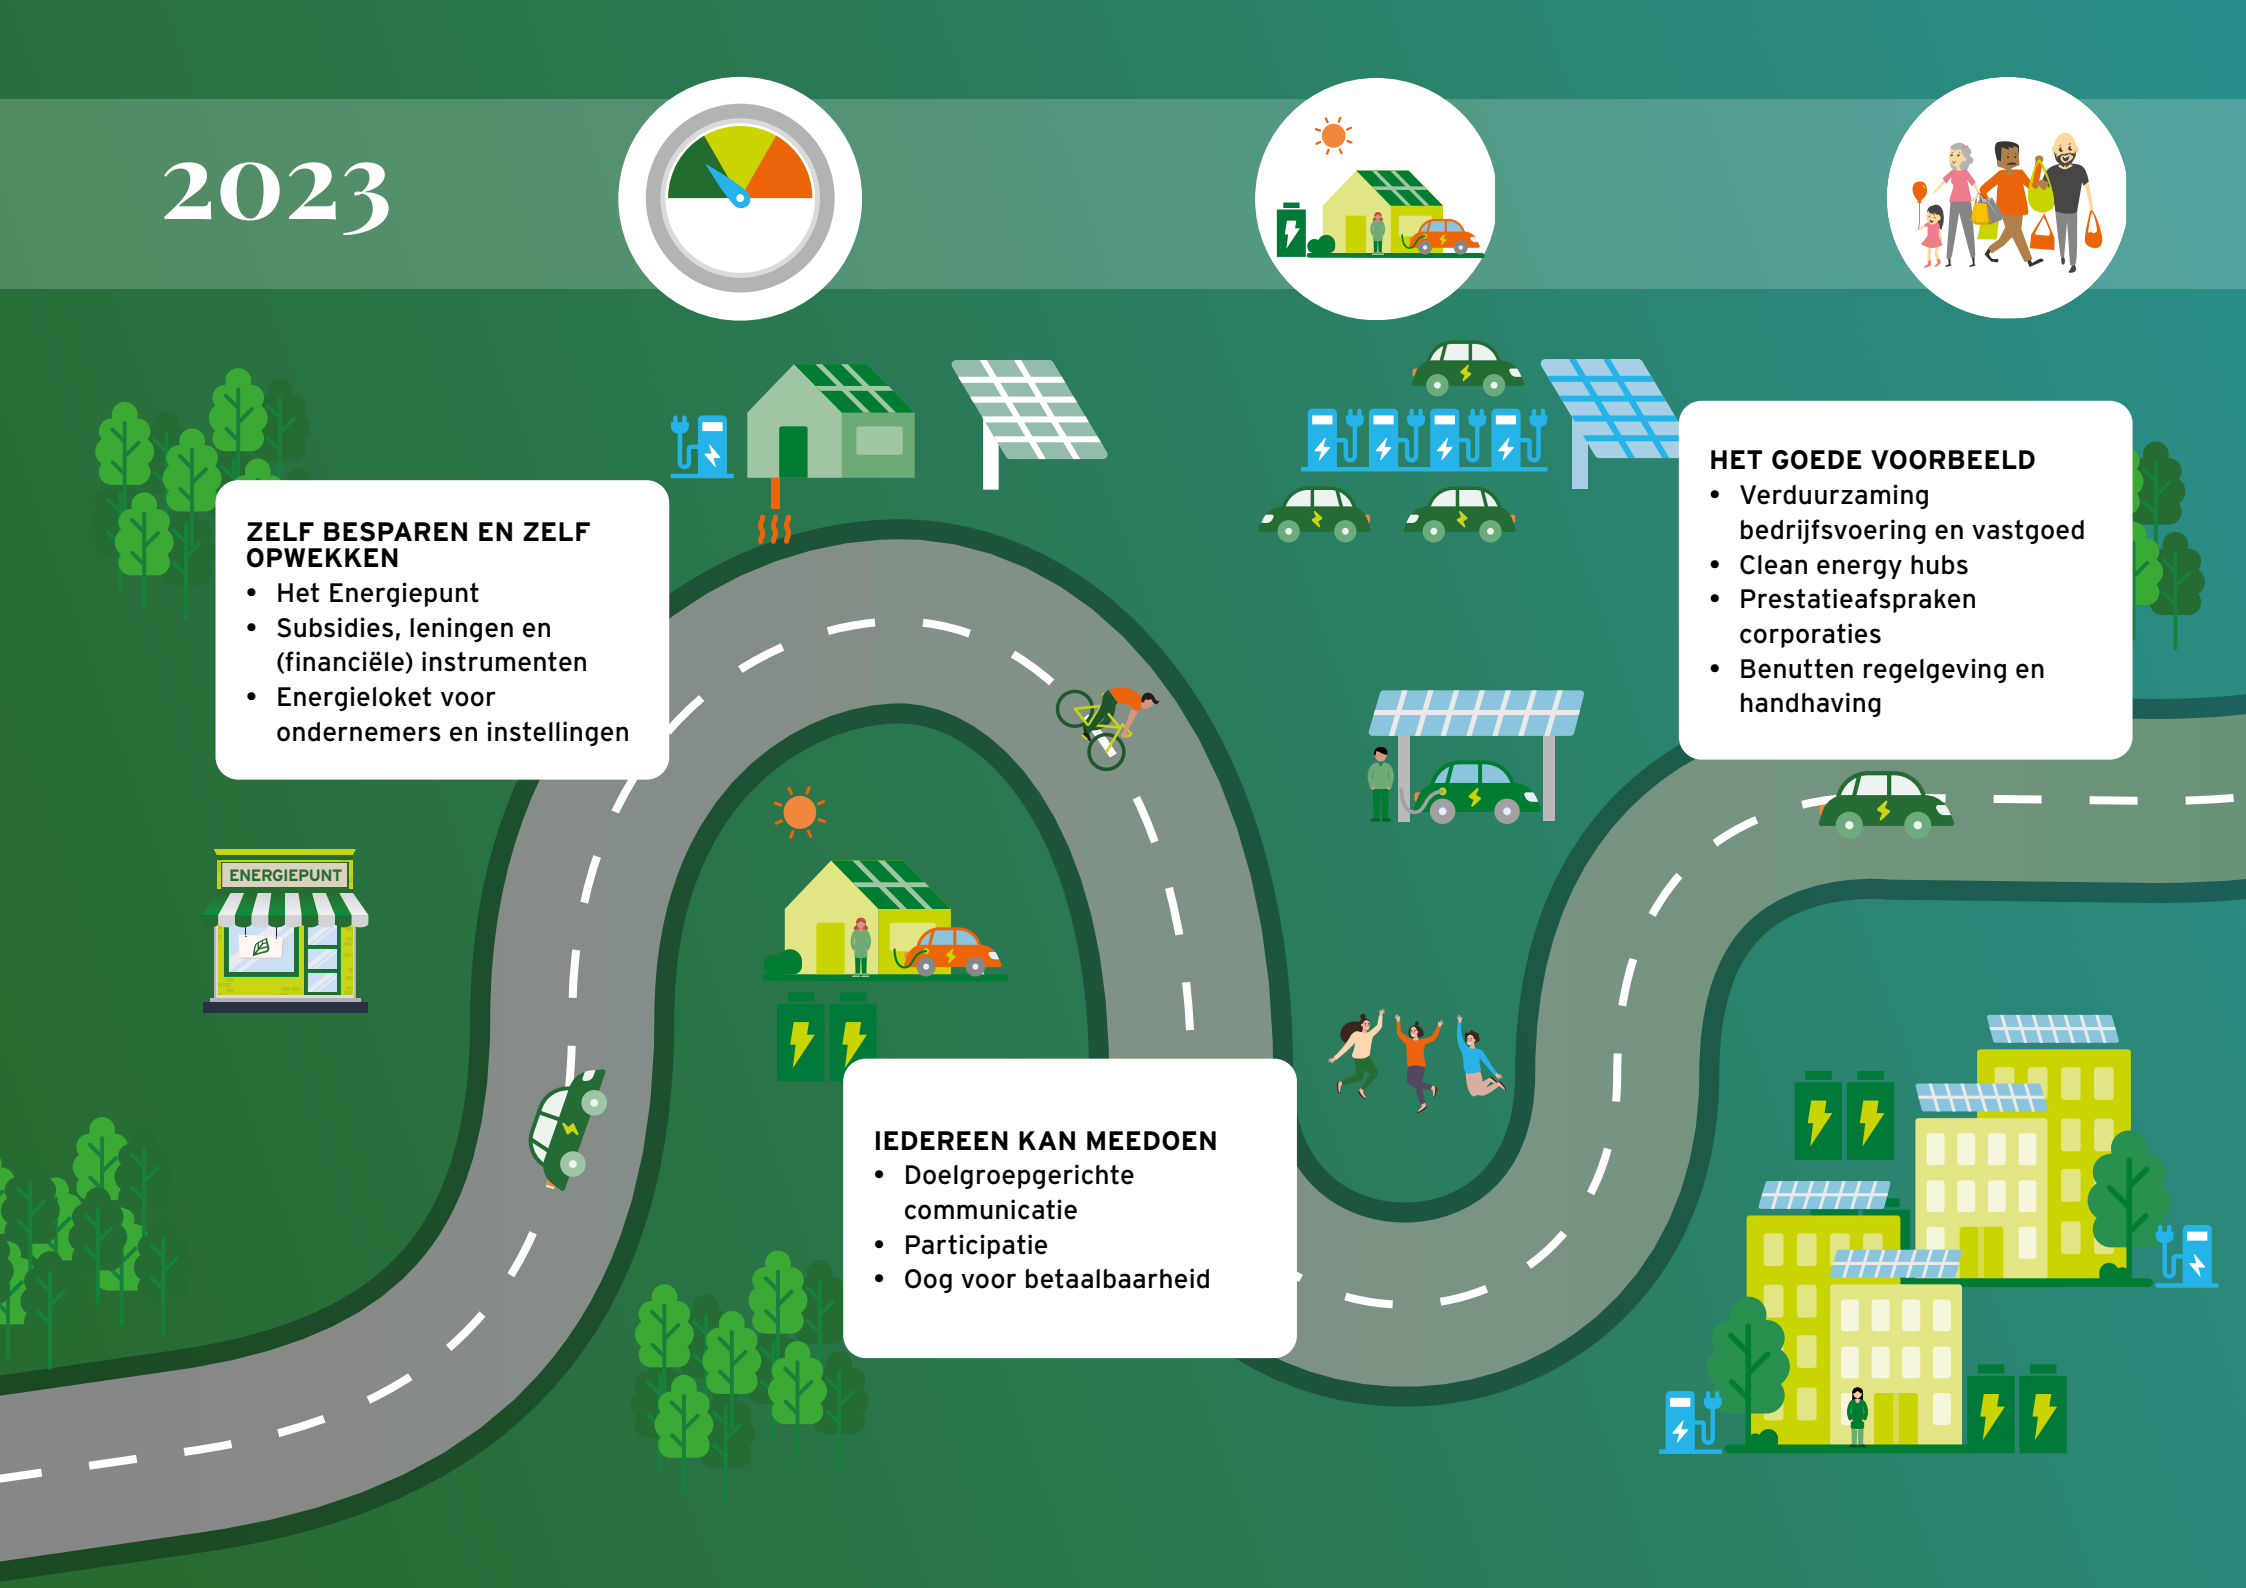 2023
ZELF BESPAREN EN ZELF
OPWEKKEN
• Het Energiepunt
• Subsidies, leningen en
(financiële) instrumenten
• Energieloket voor
ondernemers en instellingen
HET GOEDE VOORBEELD
• Verduurzaming
bedrijfsvoering en vastgoed
• Clean energy hubs
• Prestatieafspraken
corporaties
• Benutten regelgeving en
handhaving
ENERGIEPUNT
IEDEREEN KAN MEEDOEN
• Doelgroepgerichte
communicatie
• Participatie
• Oog voor betaalbaarheid